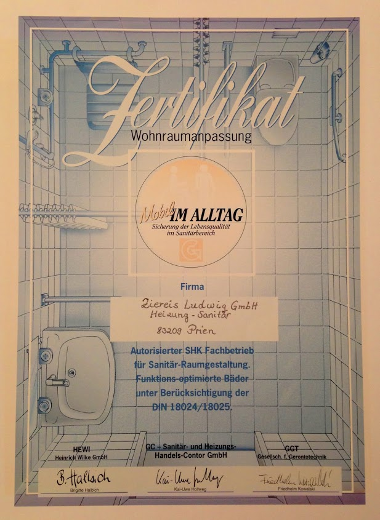 Zertifikat
Wohnraumanpassung
Mobil IM ALLTAG
Sicherung der Lebensqualität
im Sanitärbereich
GC
Firma
Ziereis Ludwig GmbH
Heizung - Sanitär
83209 Prien
Autorisierter SHK Fachbetrieb
für Sanitär-Raumgestaltung.
Funktions-optimierte Bäder
unter Berücksichtigung der
DIN 18024/18025.
HEWI
Heinrich Wilke GmbH
GC – Sanitär- und Heizungs-
Handels-Contor GmbH
GGT
Gesellsch. f. Gerontotechnik